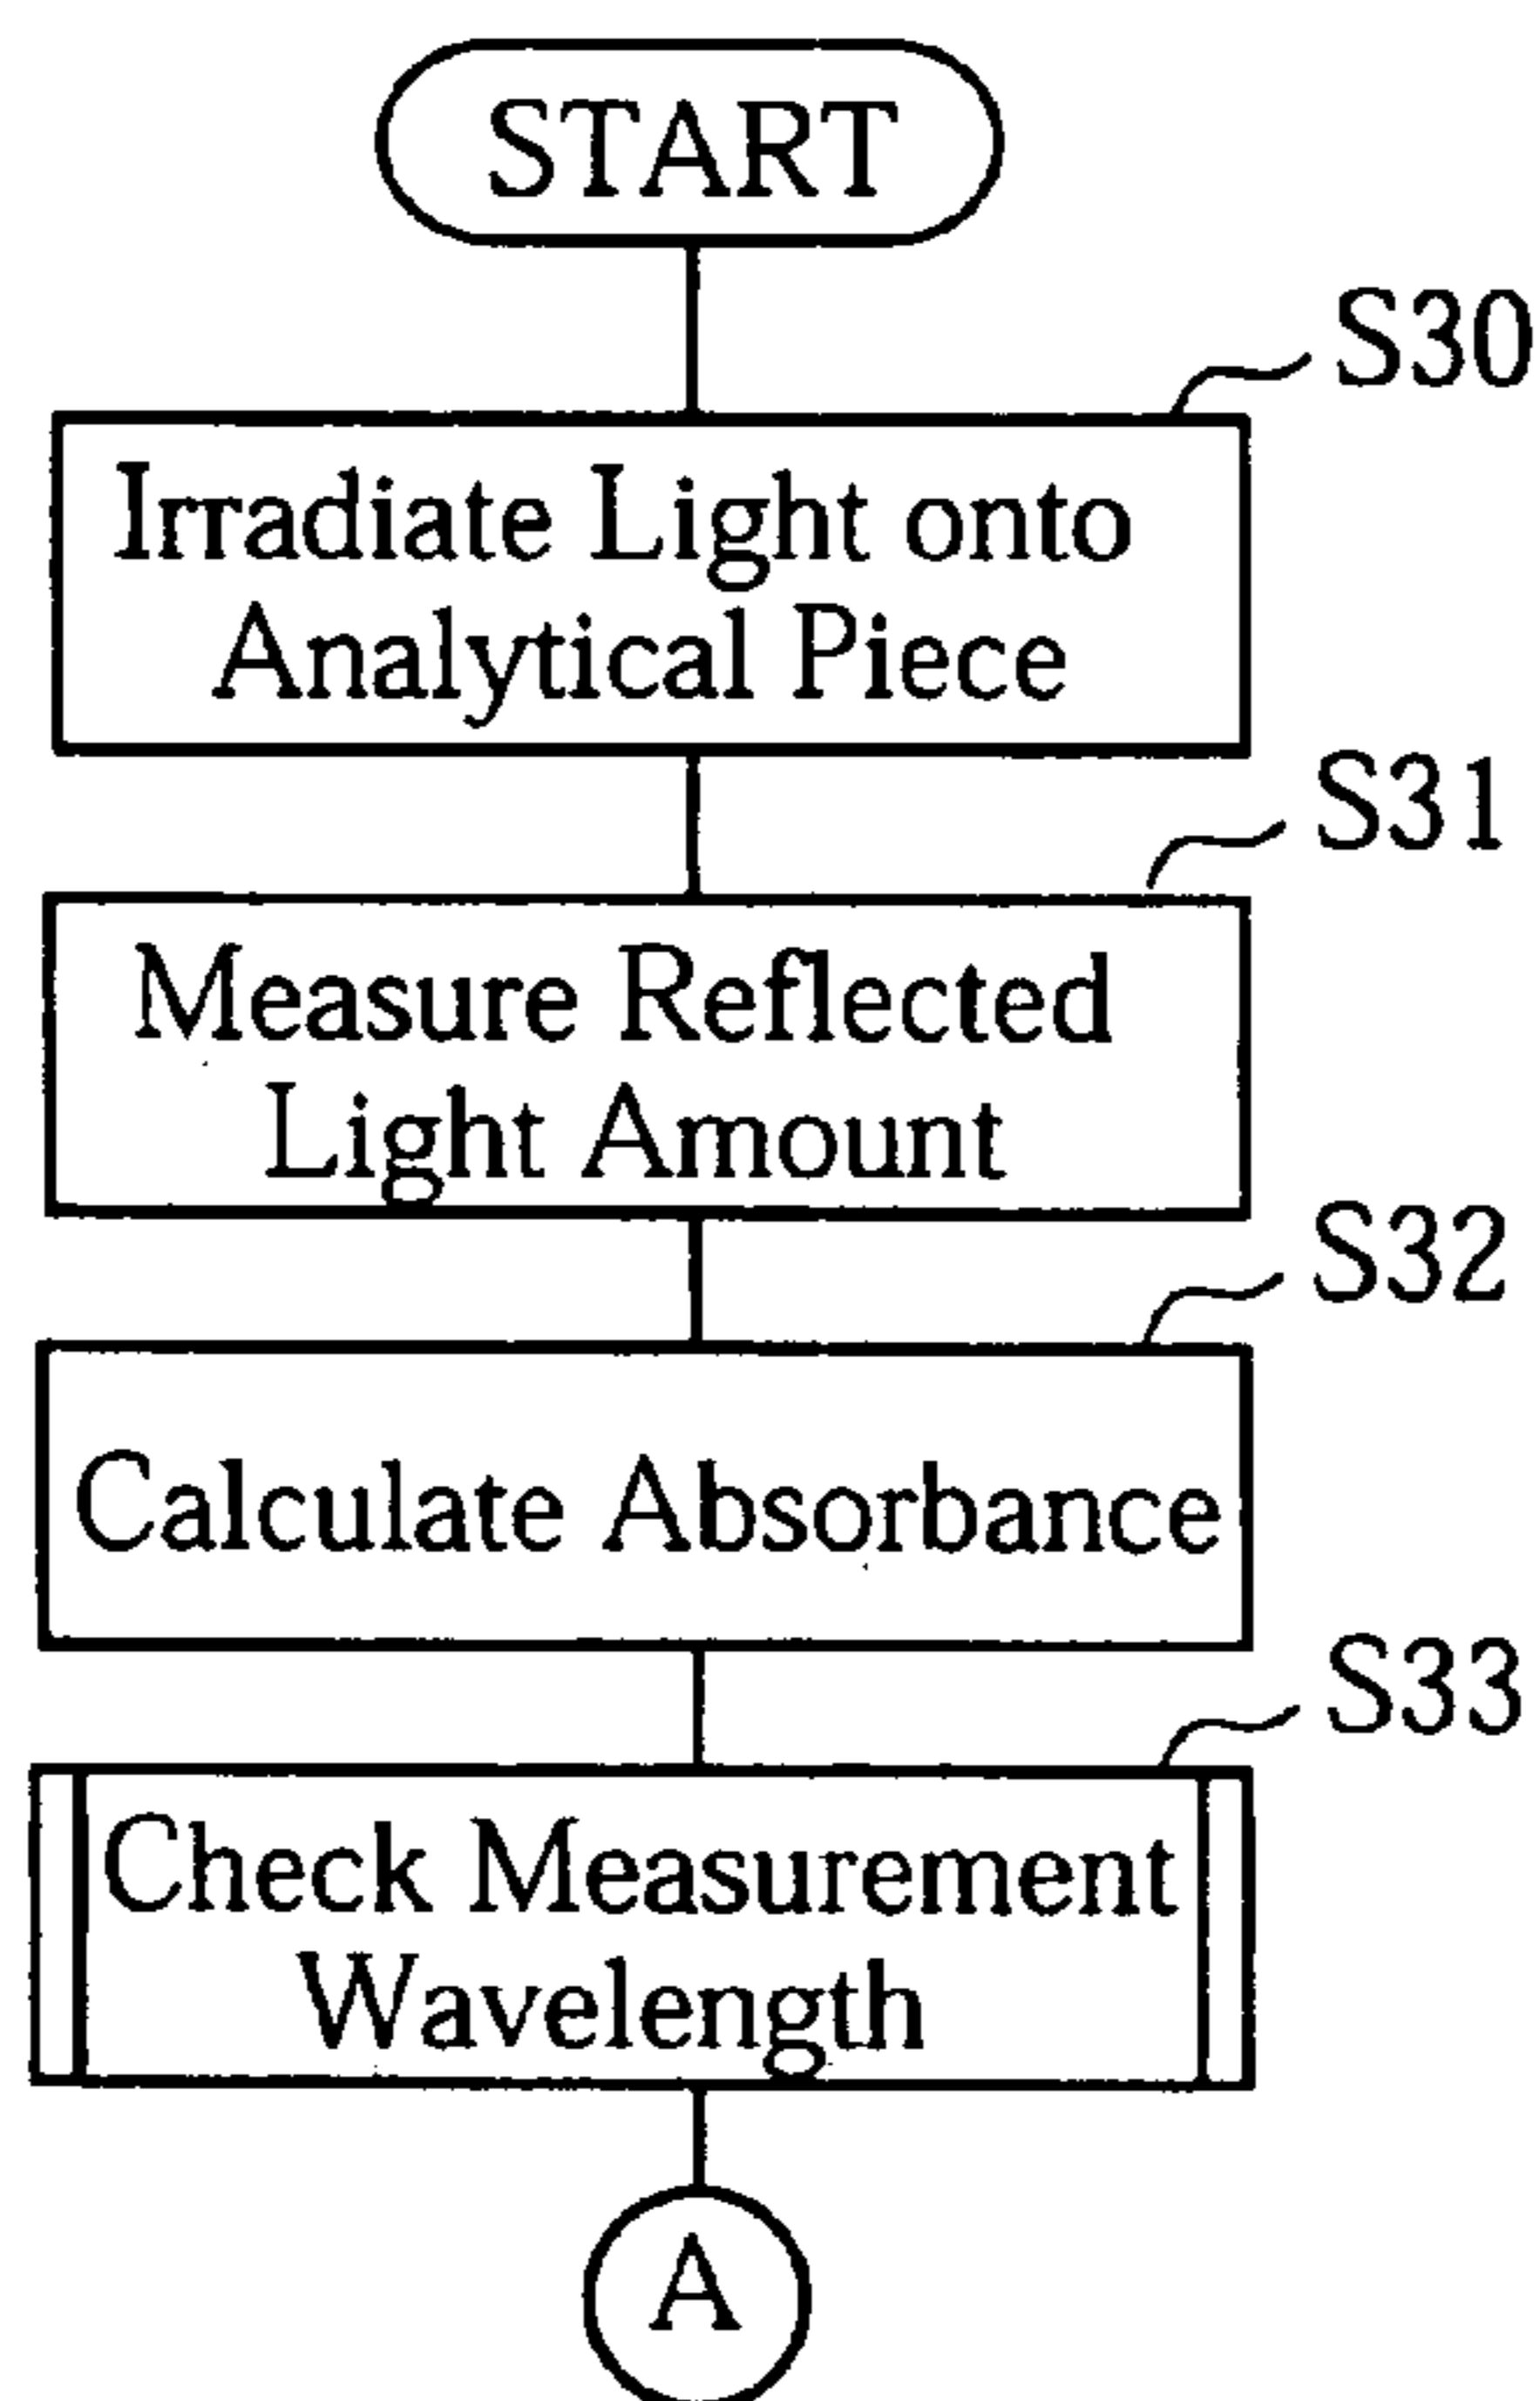 START
S30
Irradiate Light onto
Analytical Piece
S31
Measure Reflected
Light Amount
S32
Calculate Absorbance
S33
Check Measurement
Wavelength
A